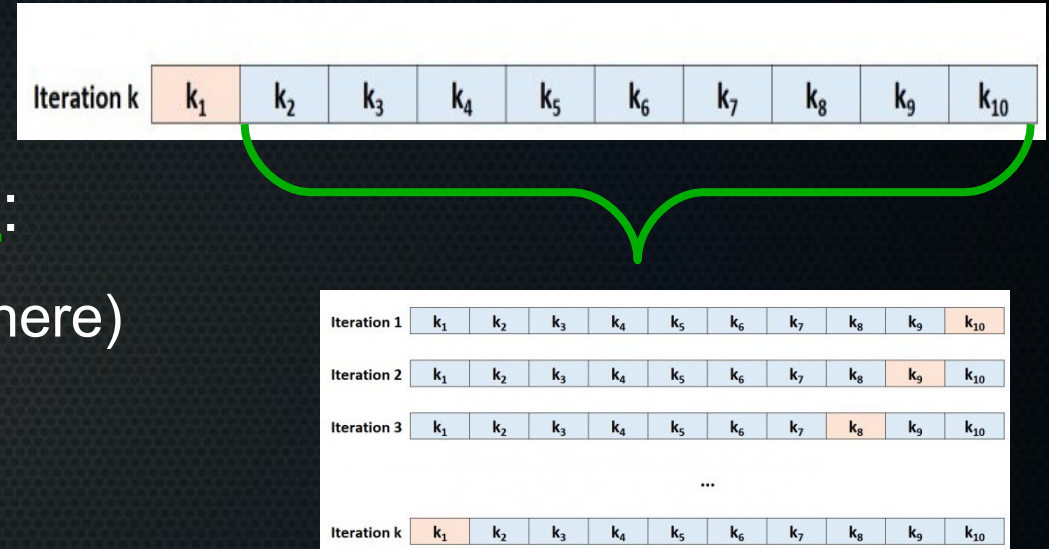 Iteration k k₁ k₂ k₃ k₄ k₅ k₆ k₇ k₈ k₉ k₁₀
:
here)
Iteration 1 k₁ k₂ k₃ k₄ k₅ k₆ k₇ k₈ k₉ k₁₀
Iteration 2 k₁ k₂ k₃ k₄ k₅ k₆ k₇ k₈ k₉ k₁₀
Iteration 3 k₁ k₂ k₃ k₄ k₅ k₆ k₇ k₈ k₉ k₁₀
...
Iteration k k₁ k₂ k₃ k₄ k₅ k₆ k₇ k₈ k₉ k₁₀